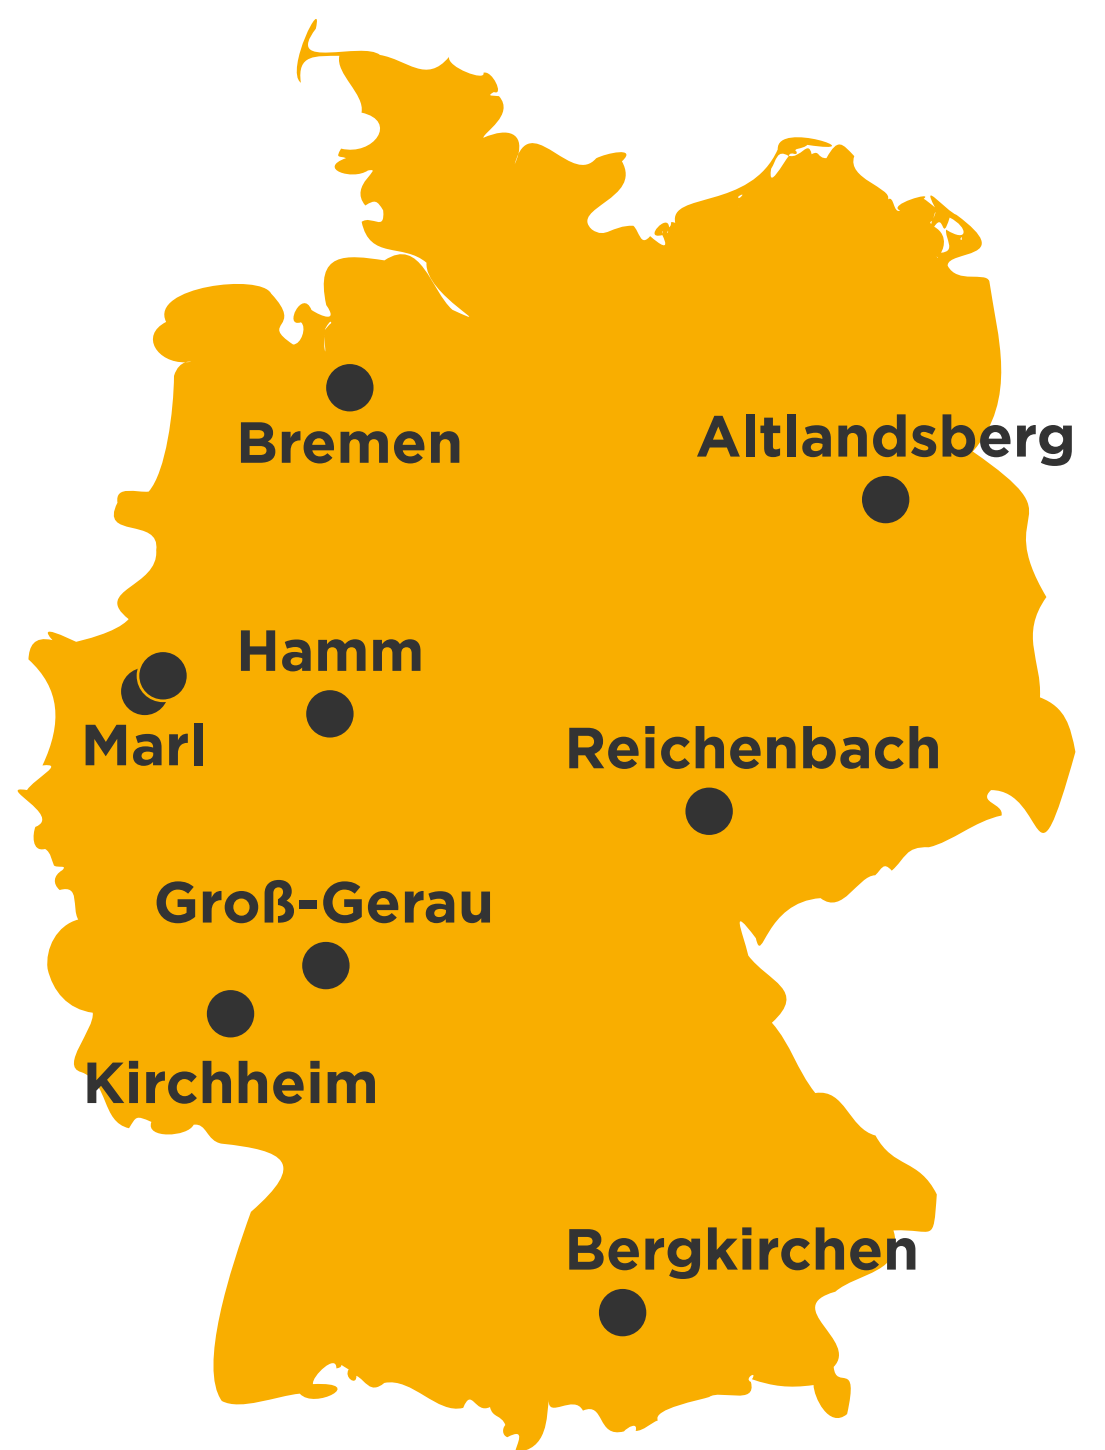 Bremen
Altlandsberg
Hamm
Marl
Reichenbach
Groß-Gerau
Kirchheim
Bergkirchen